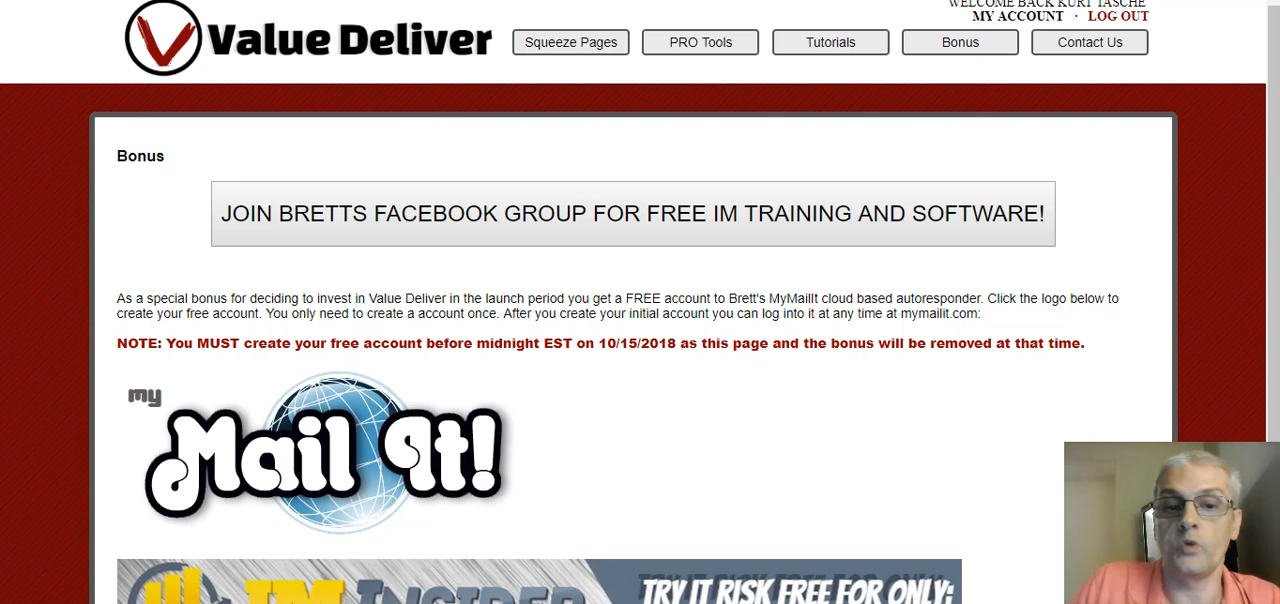 WELCOME BACK KURT TASCHE
MY ACCOUNT · LOG OUT
Value Deliver
Squeeze Pages
PRO Tools
Tutorials
Bonus
Contact Us
Bonus
JOIN BRETTS FACEBOOK GROUP FOR FREE IM TRAINING AND SOFTWARE!
As a special bonus for deciding to invest in Value Deliver in the launch period you get a FREE account to Brett's MyMailIt cloud based autoresponder. Click the logo below to
create your free account. You only need to create a account once. After you create your initial account you can log into it at any time at mymailit.com:
NOTE: You MUST create your free account before midnight EST on 10/15/2018 as this page and the bonus will be removed at that time.
my
Mail It!
IM INSIDER
TRY IT RISK FREE FOR ONLY: